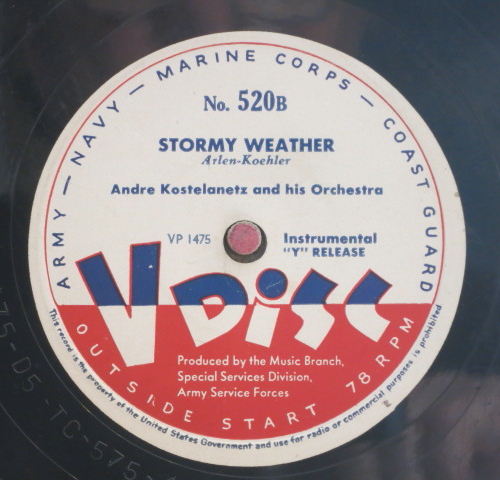 ARMY — NAVY — MARINE CORPS — COAST GUARD
No. 520B
STORMY WEATHER
Arlen-Koehler
Andre Kostelanetz and his Orchestra
VP 1475
Instrumental
"Y" RELEASE
V DISC
Produced by the Music Branch,
Special Services Division,
Army Service Forces
OUTSIDE START 78 RPM
This record is the property of the United States Government and use for radio or commercial purposes is prohibited